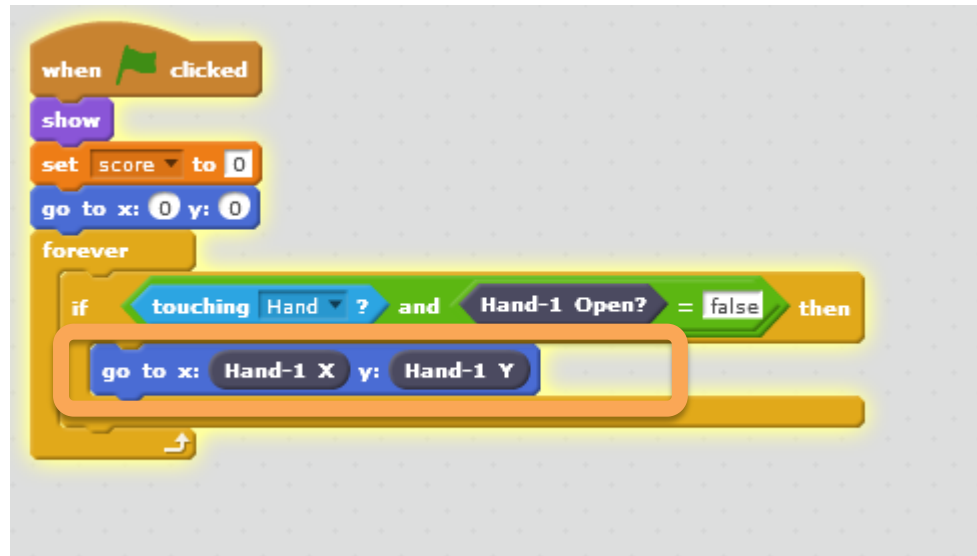 when clicked
show
set score to 0
go to x: 0 y: 0
forever
if touching Hand ? and Hand-1 Open? = false then
go to x: Hand-1 X y: Hand-1 Y